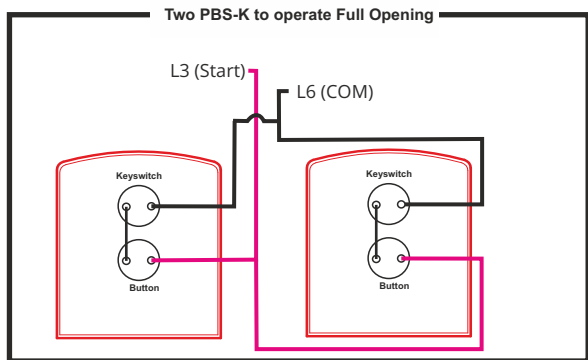 Two PBS-K to operate Full Opening
L3 (Start)
L6 (COM)
Keyswitch
Button
Keyswitch
Button